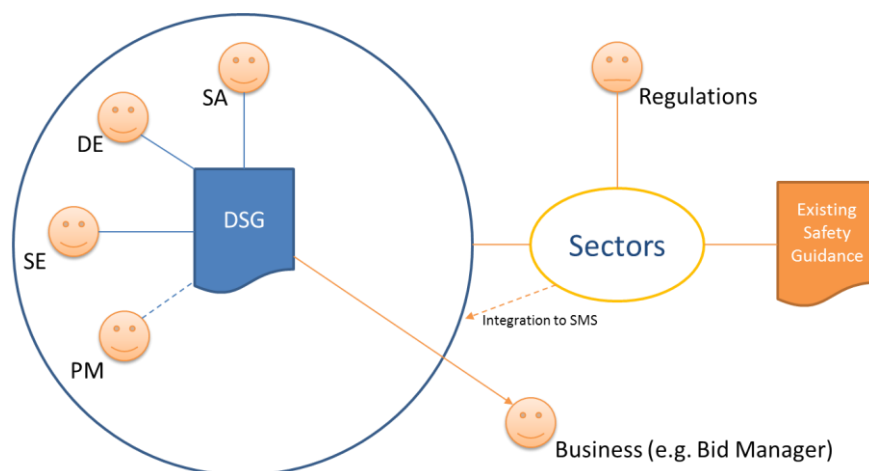 SA
Regulations
DE
DSG
Existing
Safety
Guidance
Sectors
SE
Integration to SMS
PM
Business (e.g. Bid Manager)